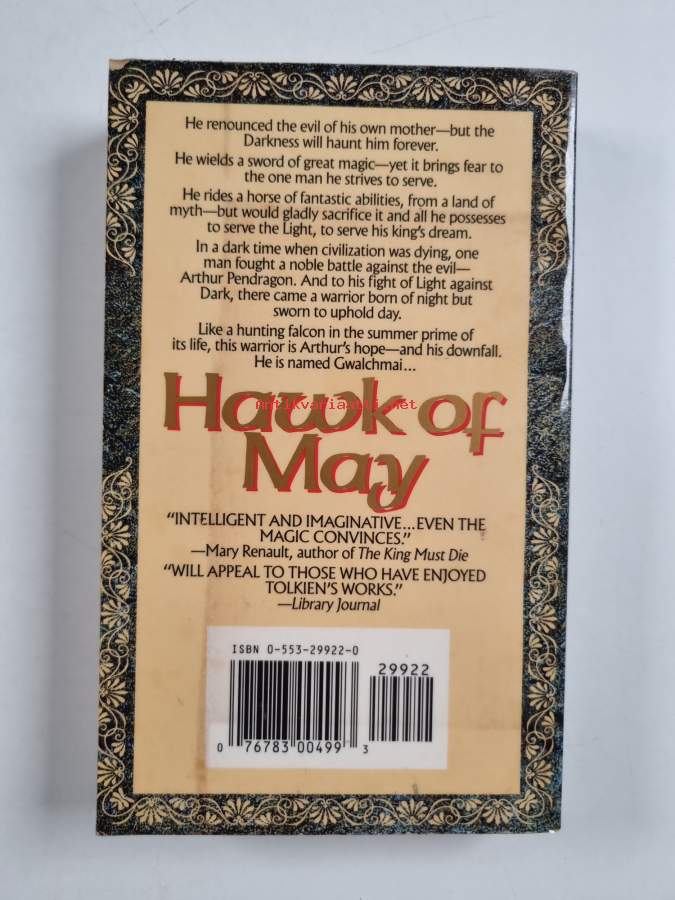 He renounced the evil of his own mother—but the
Darkness will haunt him forever.
He wields a sword of great magic—yet it brings fear to
the one man he strives to serve.
He rides a horse of fantastic abilities, from a land of
myth—but would gladly sacrifice it and all he possesses
to serve the Light, to serve his king's dream.
In a dark time when civilization was dying, one
man fought a noble battle against the evil—
Arthur Pendragon. And to his fight of Light against
Dark, there came a warrior born of night but
sworn to uphold day.
Like a hunting falcon in the summer prime of
its life, this warrior is Arthur's hope—and his downfall.
He is named Gwalchmai...
Hawk of
antikvariaatti.net
May
“INTELLIGENT AND IMAGINATIVE...EVEN THE
MAGIC CONVINCES.”
—Mary Renault, author of The King Must Die
“WILL APPEAL TO THOSE WHO HAVE ENJOYED
TOLKIEN'S WORKS.”
—Library Journal
ISBN 0-553-29922-0
29922
0 76783 00499 3